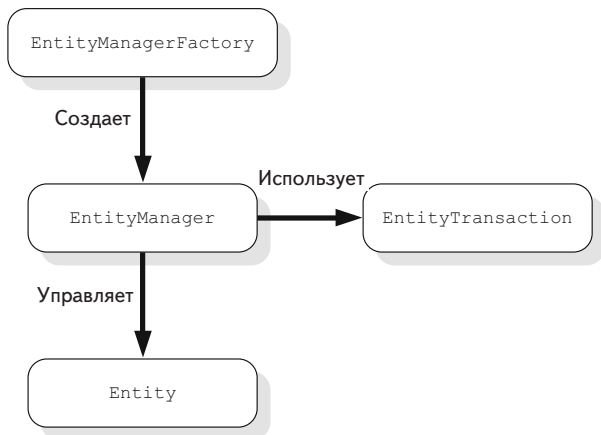 EntityManagerFactory
Создает
Использует
EntityManager
EntityTransaction
Управляет
Entity